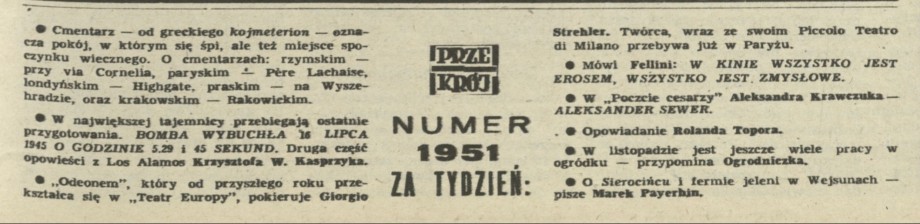 ● Cmentarz — od greckiego kojmeterion — ozna-
cza pokój, w którym się śpi, ale też miejsce spo-
czynku wiecznego. O cmentarzach: rzymskim —
przy via Cornelia, paryskim — Père Lachaise,
londyńskim — Highgate, praskim — na Wysze-
hradzie, oraz krakowskim — Rakowickim.
● W największej tajemnicy przebiegają ostatnie
przygotowania. BOMBA WYBUCHŁA 16 LIPCA
1945 O GODZINIE 5.29 i 45 SEKUND. Druga część
opowieści z Los Alamos Krzysztofa W. Kasprzyka.
● „Odeonem”, który od przyszłego roku prze-
kształca się w „Teatr Europy”, pokieruje Giorgio
PRZE
KRÓJ
NUMER
1951
ZA TYDZIEŃ:
Strehler. Twórca, wraz ze swoim Piccolo Teatro
di Milano przebywa już w Paryżu.
● Mówi Fellini: W KINIE WSZYSTKO JEST
EROSEM, WSZYSTKO JEST ZMYSŁOWE.
● W „Poczcie cesarzy” Aleksandra Krawczuka —
ALEKSANDER SEWER.
● Opowiadanie Rolanda Topora.
● W listopadzie jest jeszcze wiele pracy w
ogródku — przypomina Ogrodniczka.
● O Sierocińcu i fermie jeleni w Wejsunach —
pisze Marek Payerhin.